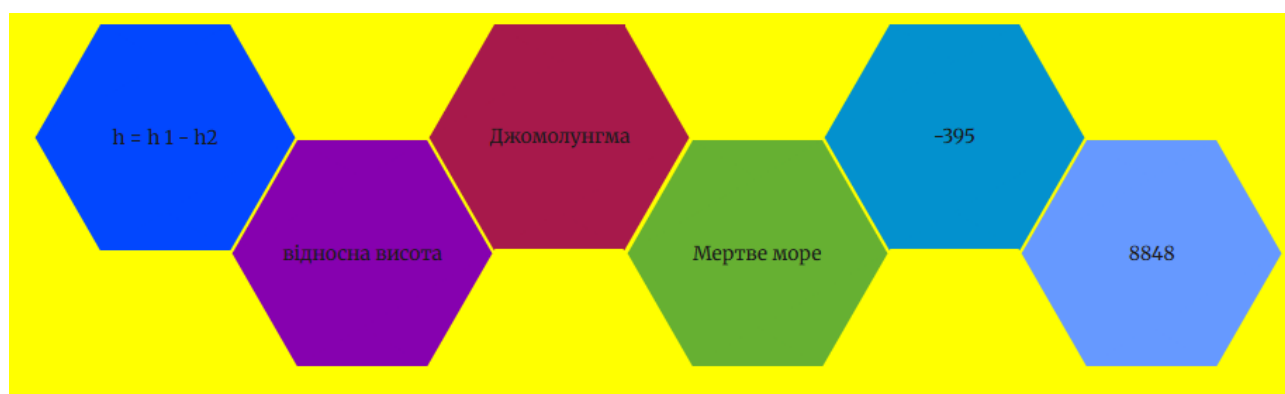 h = h 1 - h2
відносна висота
Джомолунгма
Мертве море
-395
8848